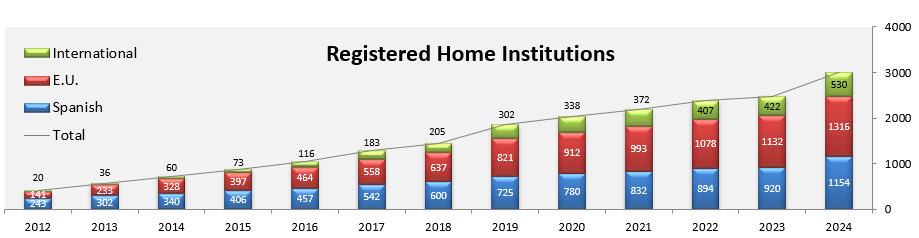 Registered Home Institutions
International
E.U.
Spanish
Total
4000
3000
2000
1000
0
20 36 60 73 116 183 205 302 338 372 407 422 530
141 233 328 397 464 558 637 821 912 993 1078 1132 1316
243 302 340 406 457 542 600 725 780 832 894 920 1154
2012 2013 2014 2015 2016 2017 2018 2019 2020 2021 2022 2023 2024